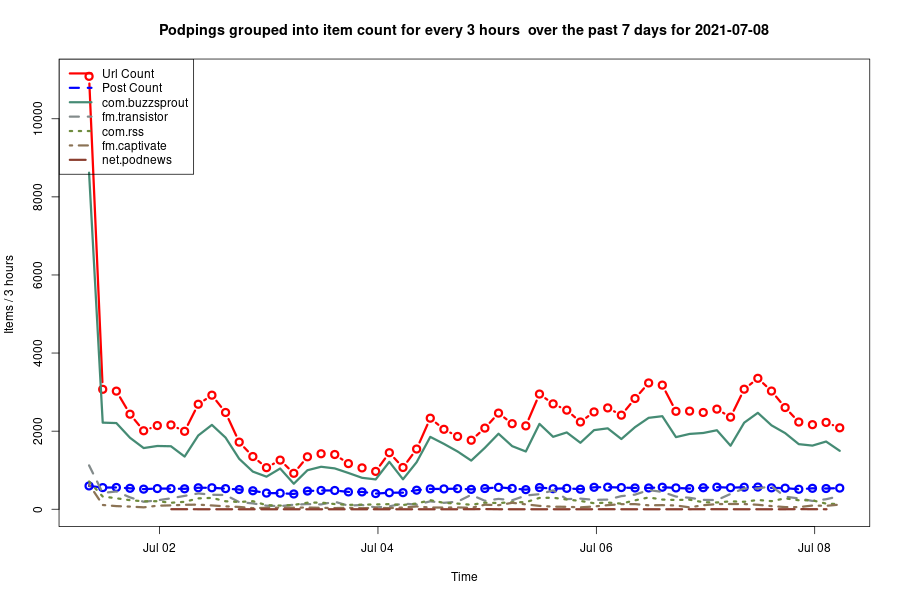 Podpings grouped into item count for every 3 hours  over the past 7 days for 2021-07-08
Url Count
Post Count
com.buzzsprout
fm.transistor
com.rss
fm.captivate
net.podnews
Items / 3 hours
10000
8000
6000
4000
2000
0
Jul 02
Jul 04
Jul 06
Jul 08
Time